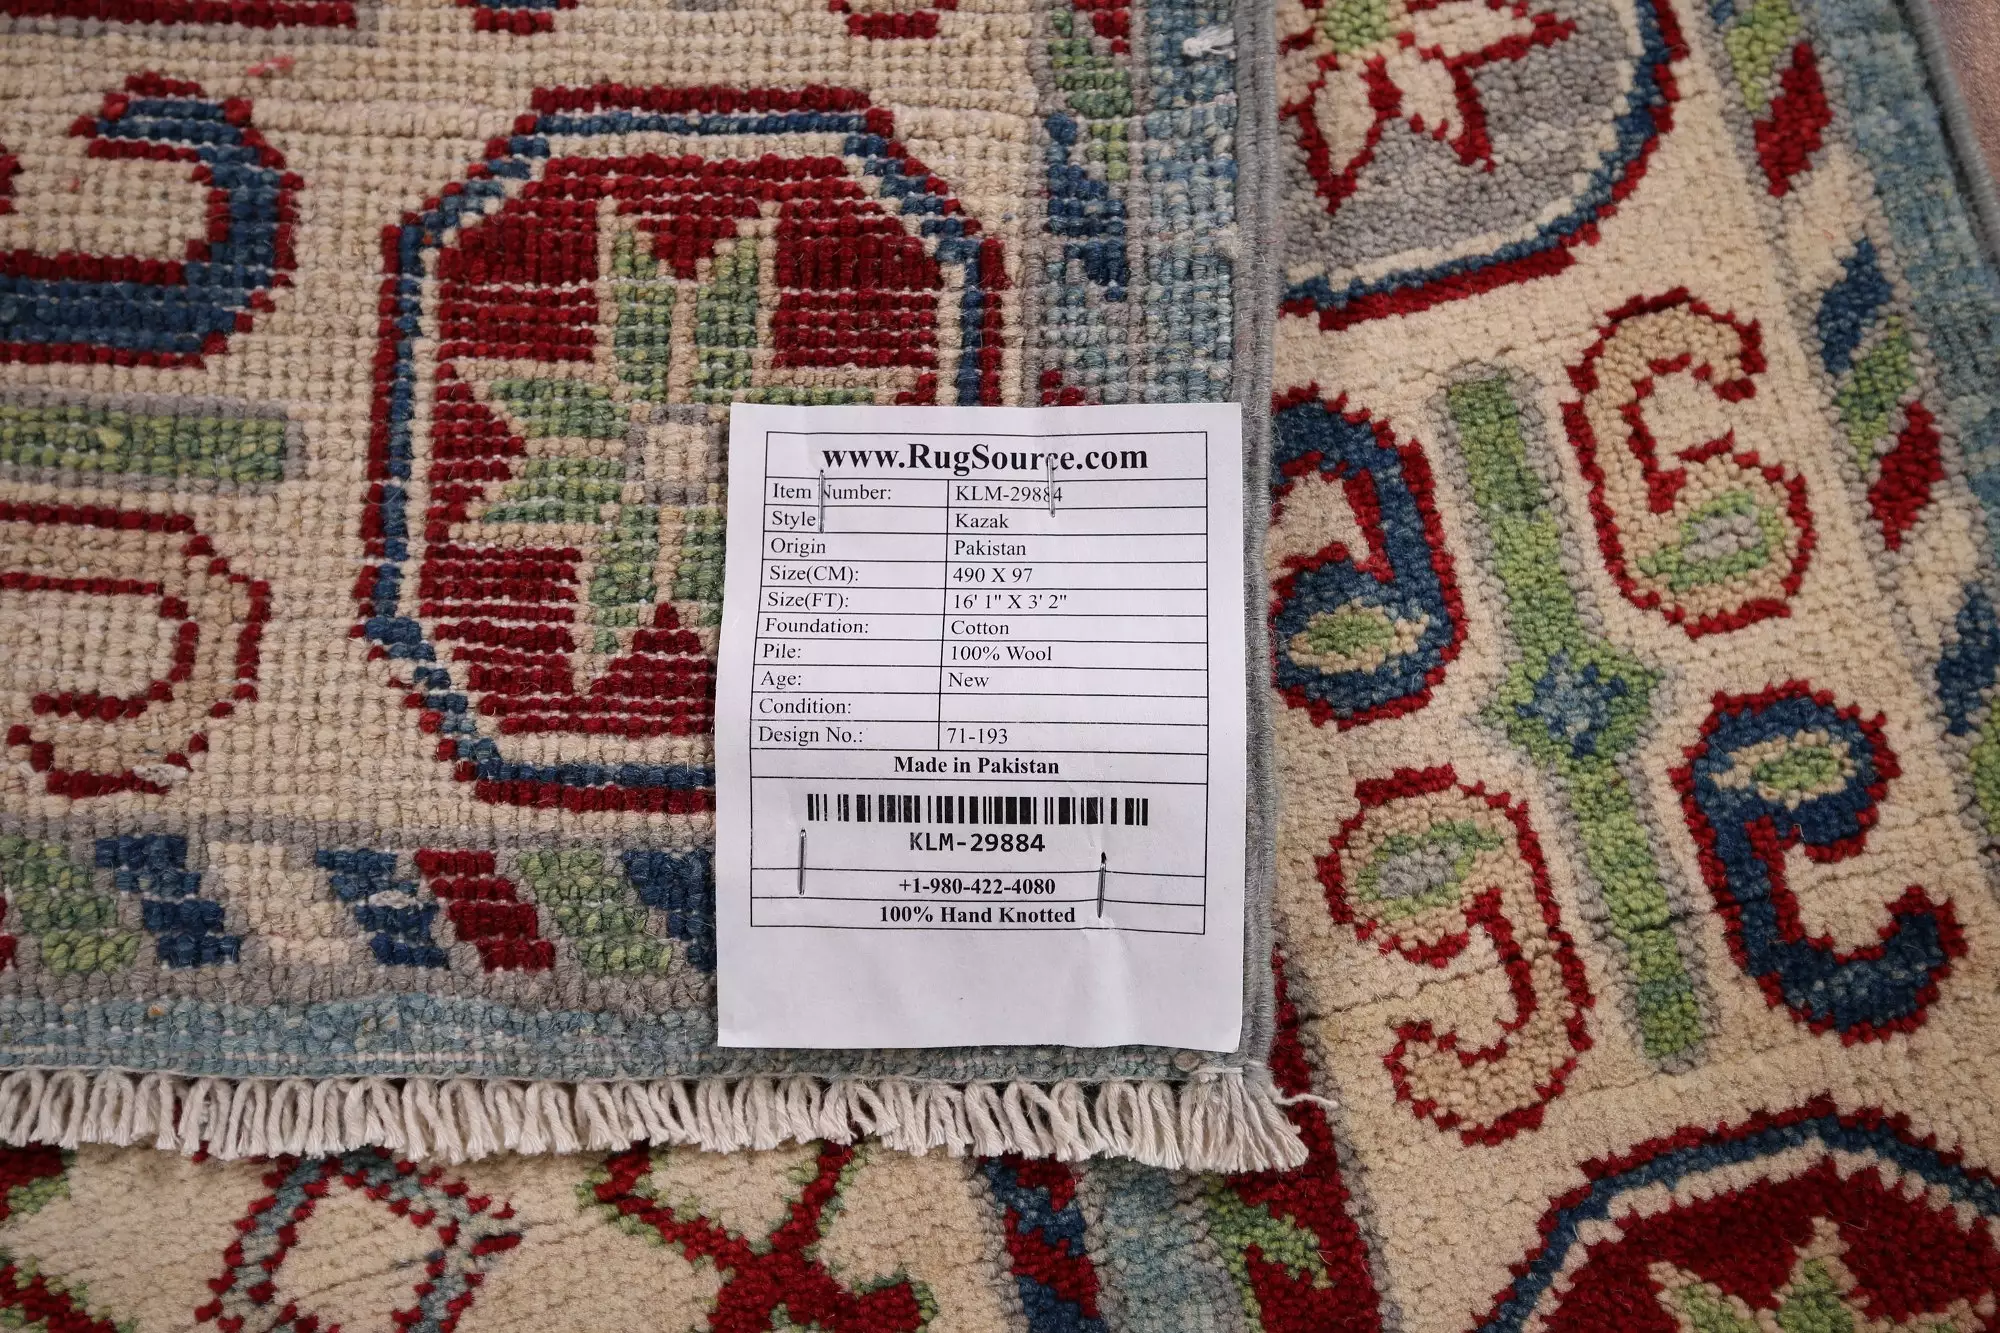 www.RugSource.com
Item Number: KLM-29884
Style Kazak
Origin Pakistan
Size(CM): 490 X 97
Size(FT): 16' 1" X 3' 2"
Foundation: Cotton
Pile: 100% Wool
Age: New
Condition:
Design No.: 71-193
Made in Pakistan
KLM-29884
+1-980-422-4080
100% Hand Knotted